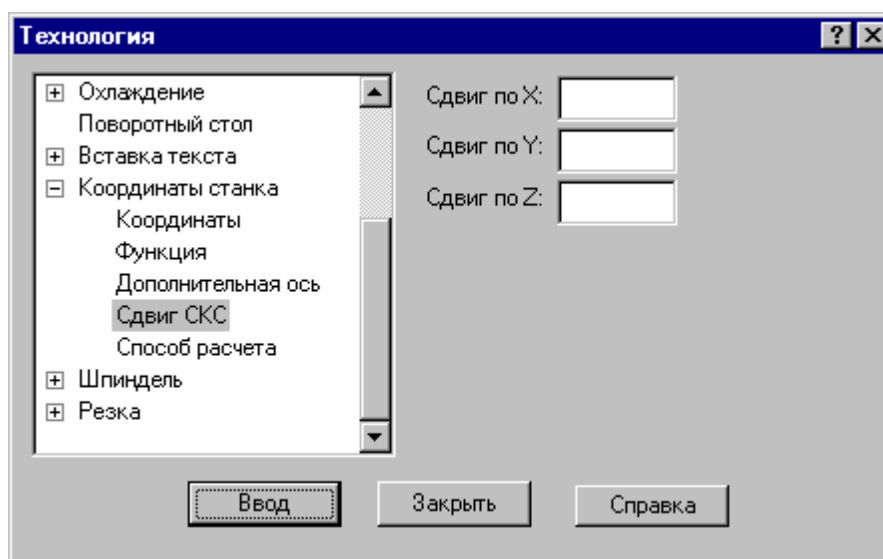 Технология
Охлаждение
Поворотный стол
Вставка текста
Координаты станка
Координаты
Функция
Дополнительная ось
Сдвиг СКС
Способ расчета
Шпиндель
Резка
Сдвиг по X:
Сдвиг по Y:
Сдвиг по Z:
Ввод
Закрыть
Справка